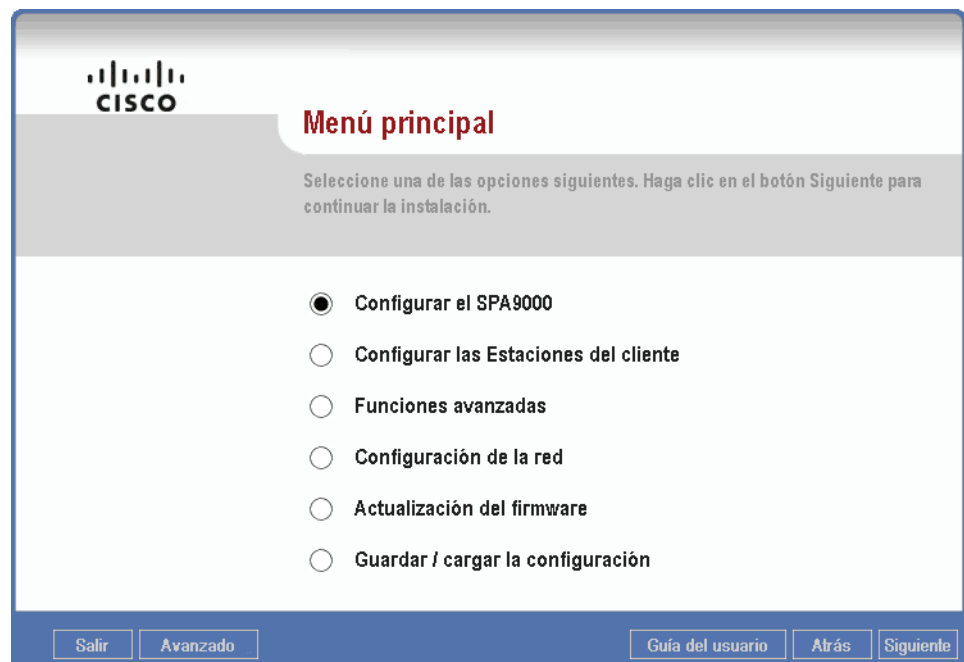 CISCO
Menú principal
Seleccione una de las opciones siguientes. Haga clic en el botón Siguiente para
continuar la instalación.
Configurar el SPA9000
Configurar las Estaciones del cliente
Funciones avanzadas
Configuración de la red
Actualización del firmware
Guardar / cargar la configuración
Salir Avanzado Guía del usuario Atrás Siguiente